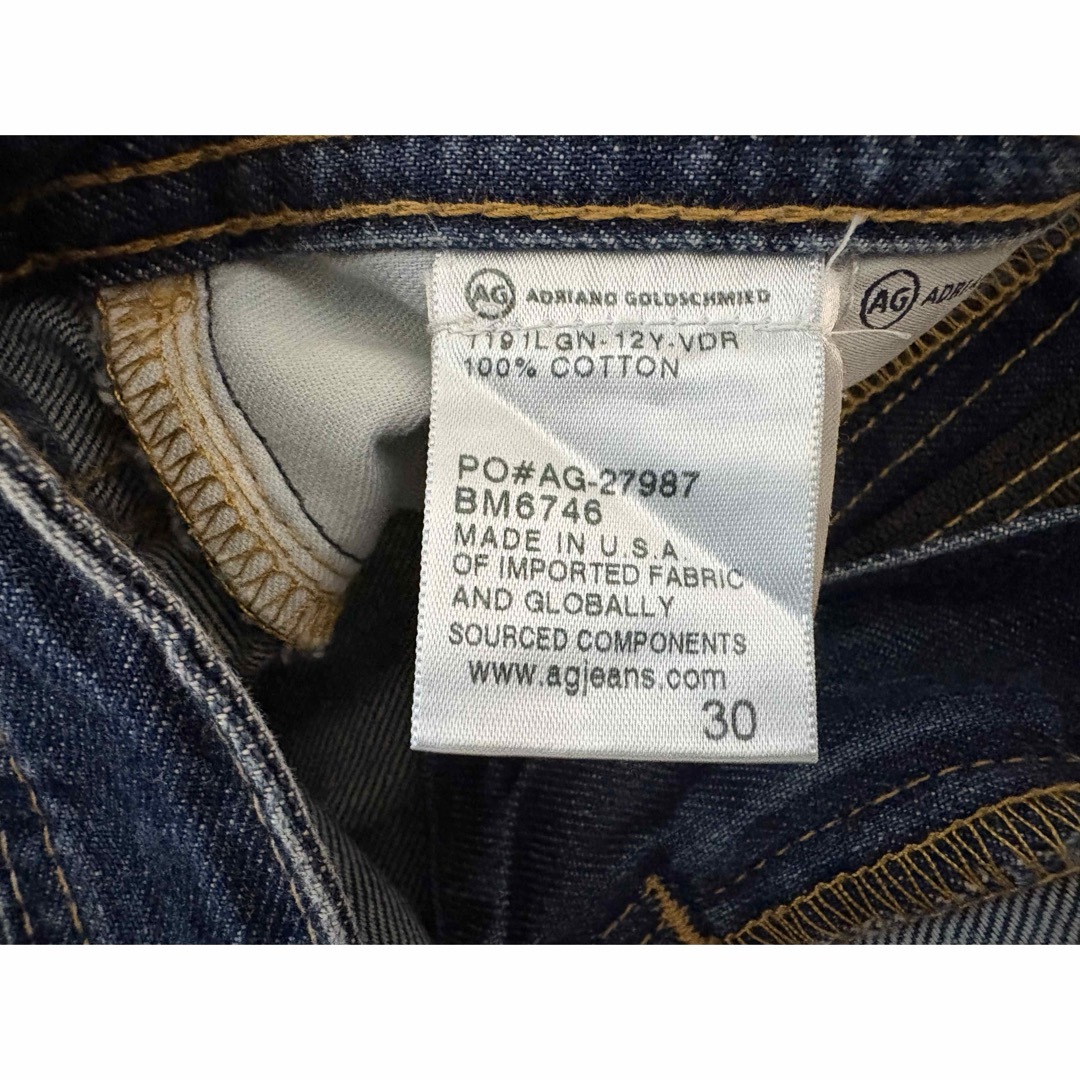 AG ADRIANO GOLDSCHMIED
1191LGN-12Y-VDR
100% COTTON
PO#AG-27987
BM6746
MADE IN U.S.A
OF IMPORTED FABRIC
AND GLOBALLY
SOURCED COMPONENTS
www.agjeans.com
30
AG